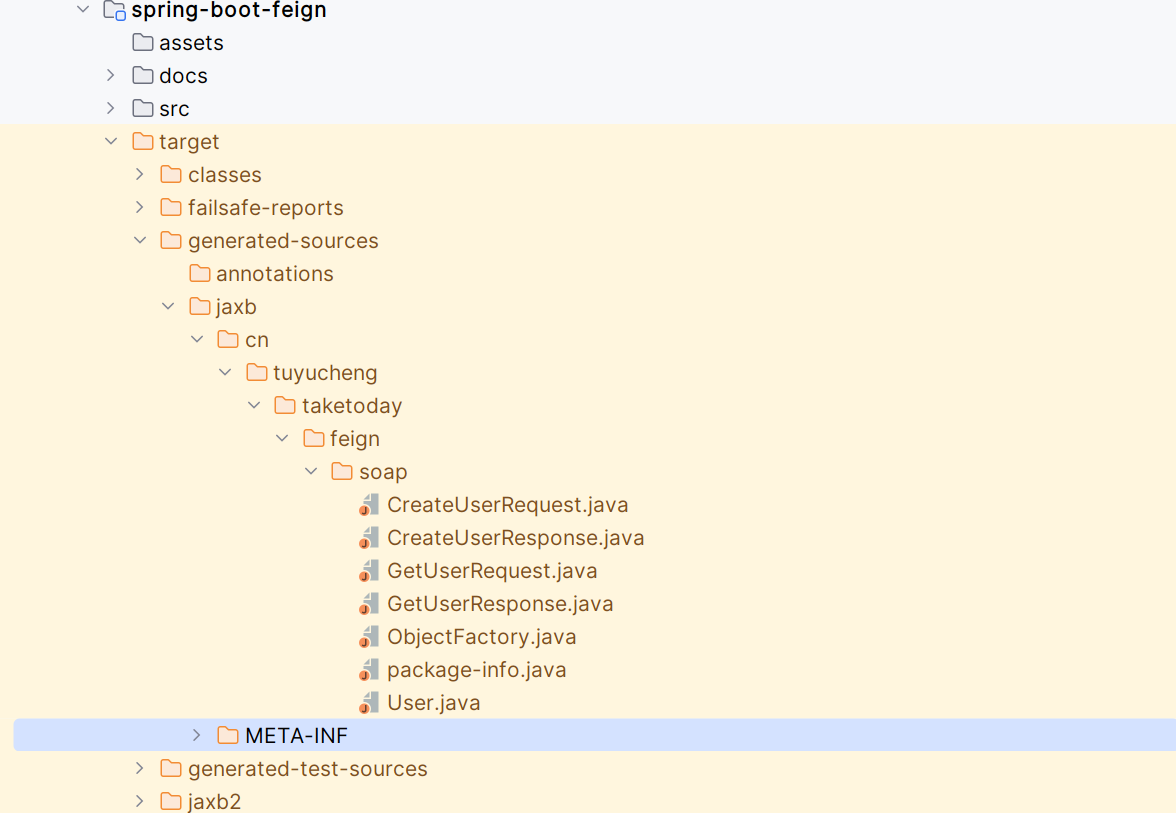 spring-boot-feign
assets
docs
src
target
classes
failsafe-reports
generated-sources
annotations
jaxb
cn
tuyucheng
taketoday
feign
soap
CreateUserRequest.java
CreateUserResponse.java
GetUserRequest.java
GetUserResponse.java
ObjectFactory.java
package-info.java
User.java
META-INF
generated-test-sources
jaxb2